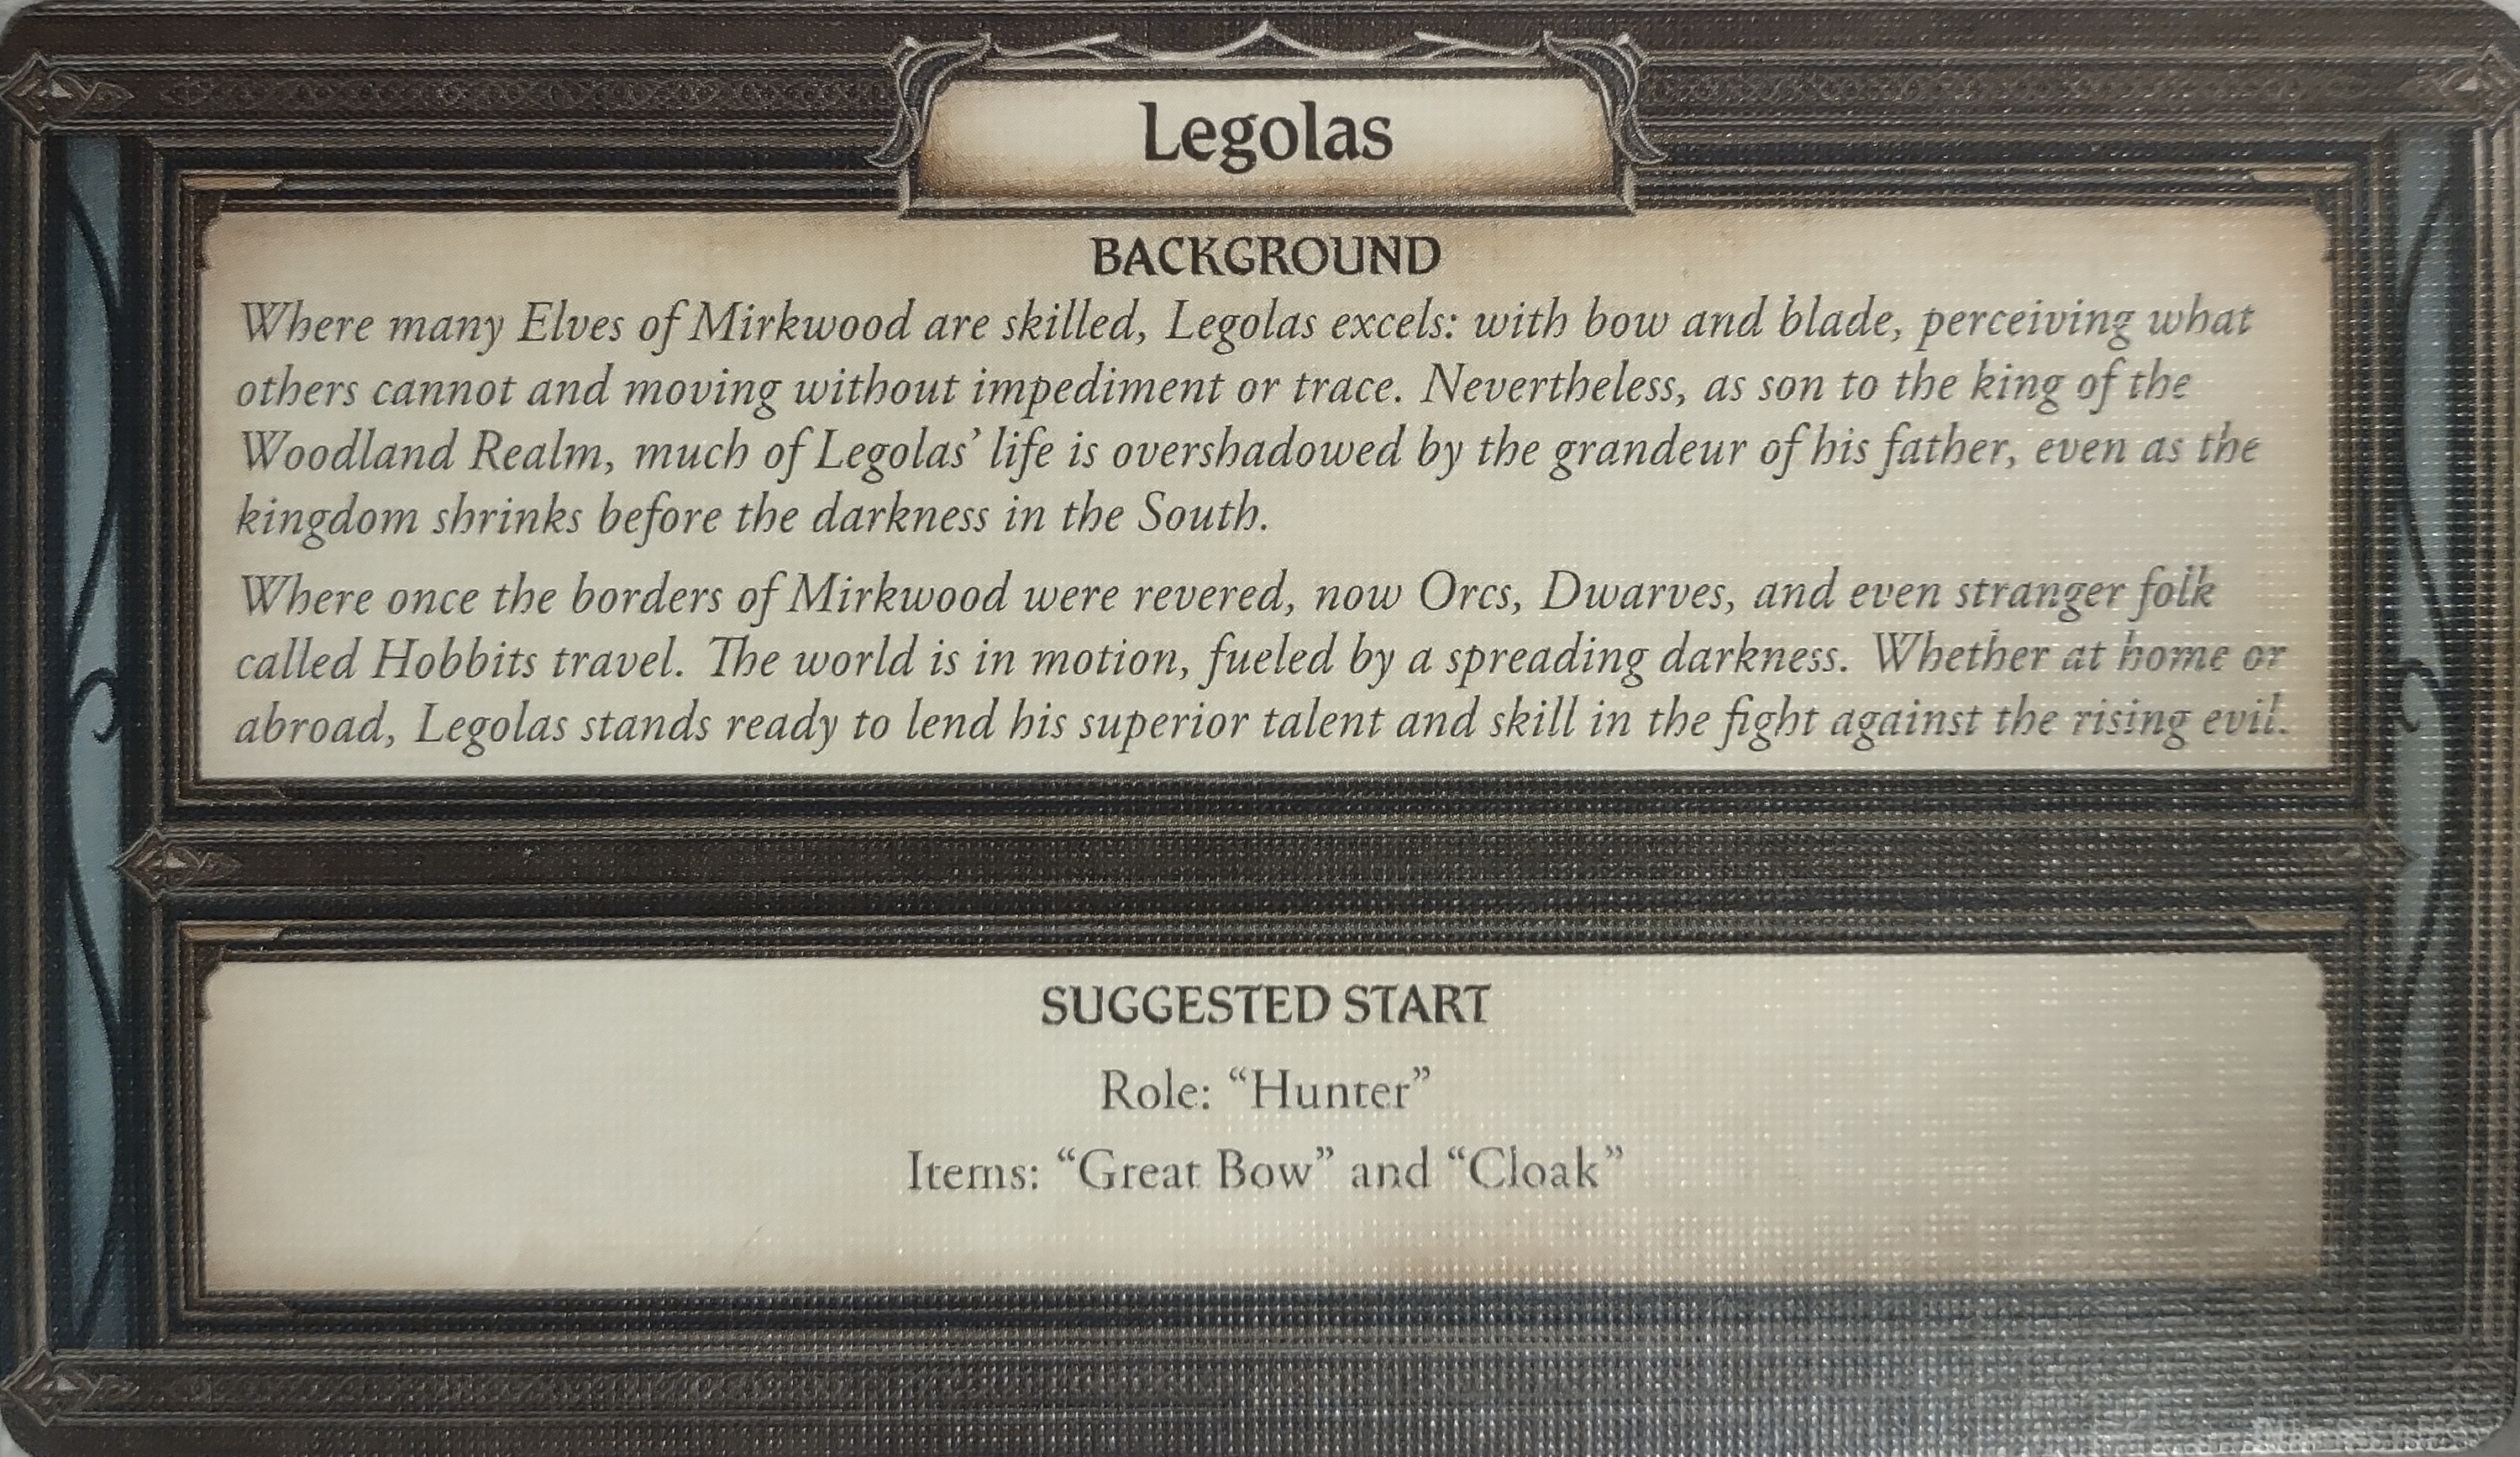 Legolas
BACKGROUND
Where many Elves of Mirkwood are skilled, Legolas excels: with bow and blade, perceiving what
others cannot and moving without impediment or trace. Nevertheless, as son to the king of the
Woodland Realm, much of Legolas’ life is overshadowed by the grandeur of his father, even as the
kingdom shrinks before the darkness in the South.
Where once the borders of Mirkwood were revered, now Orcs, Dwarves, and even stranger folk
called Hobbits travel. The world is in motion, fueled by a spreading darkness. Whether at home or
abroad, Legolas stands ready to lend his superior talent and skill in the fight against the rising evil.
SUGGESTED START
Role: “Hunter”
Items: “Great Bow” and “Cloak”